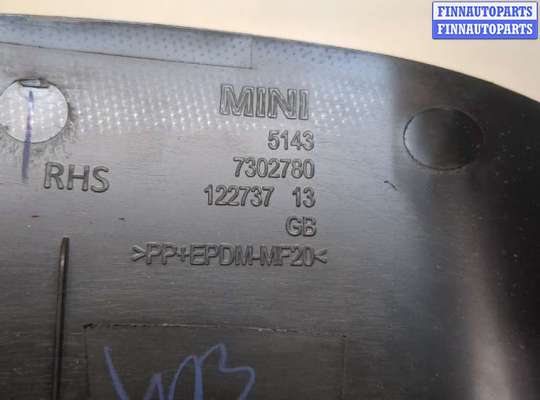 FINNAUTOPARTS
FINNAUTOPARTS
MINI
5143
7302780
RHS
122737 13
GB
>PP+EPDM-MF20<